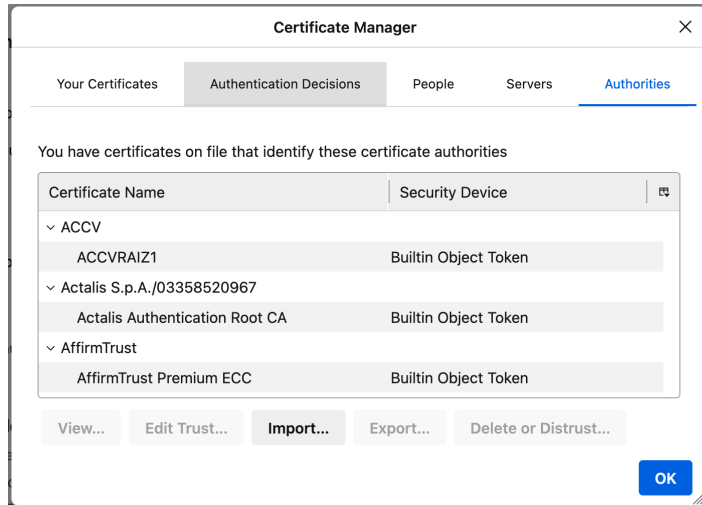 Certificate Manager
Your Certificates Authentication Decisions People Servers Authorities
You have certificates on file that identify these certificate authorities
Certificate Name Security Device
ACCV
ACCVRAIZ1 Builtin Object Token
Actalis S.p.A./03358520967
Actalis Authentication Root CA Builtin Object Token
AffirmTrust
AffirmTrust Premium ECC Builtin Object Token
View... Edit Trust... Import... Export... Delete or Distrust...
OK